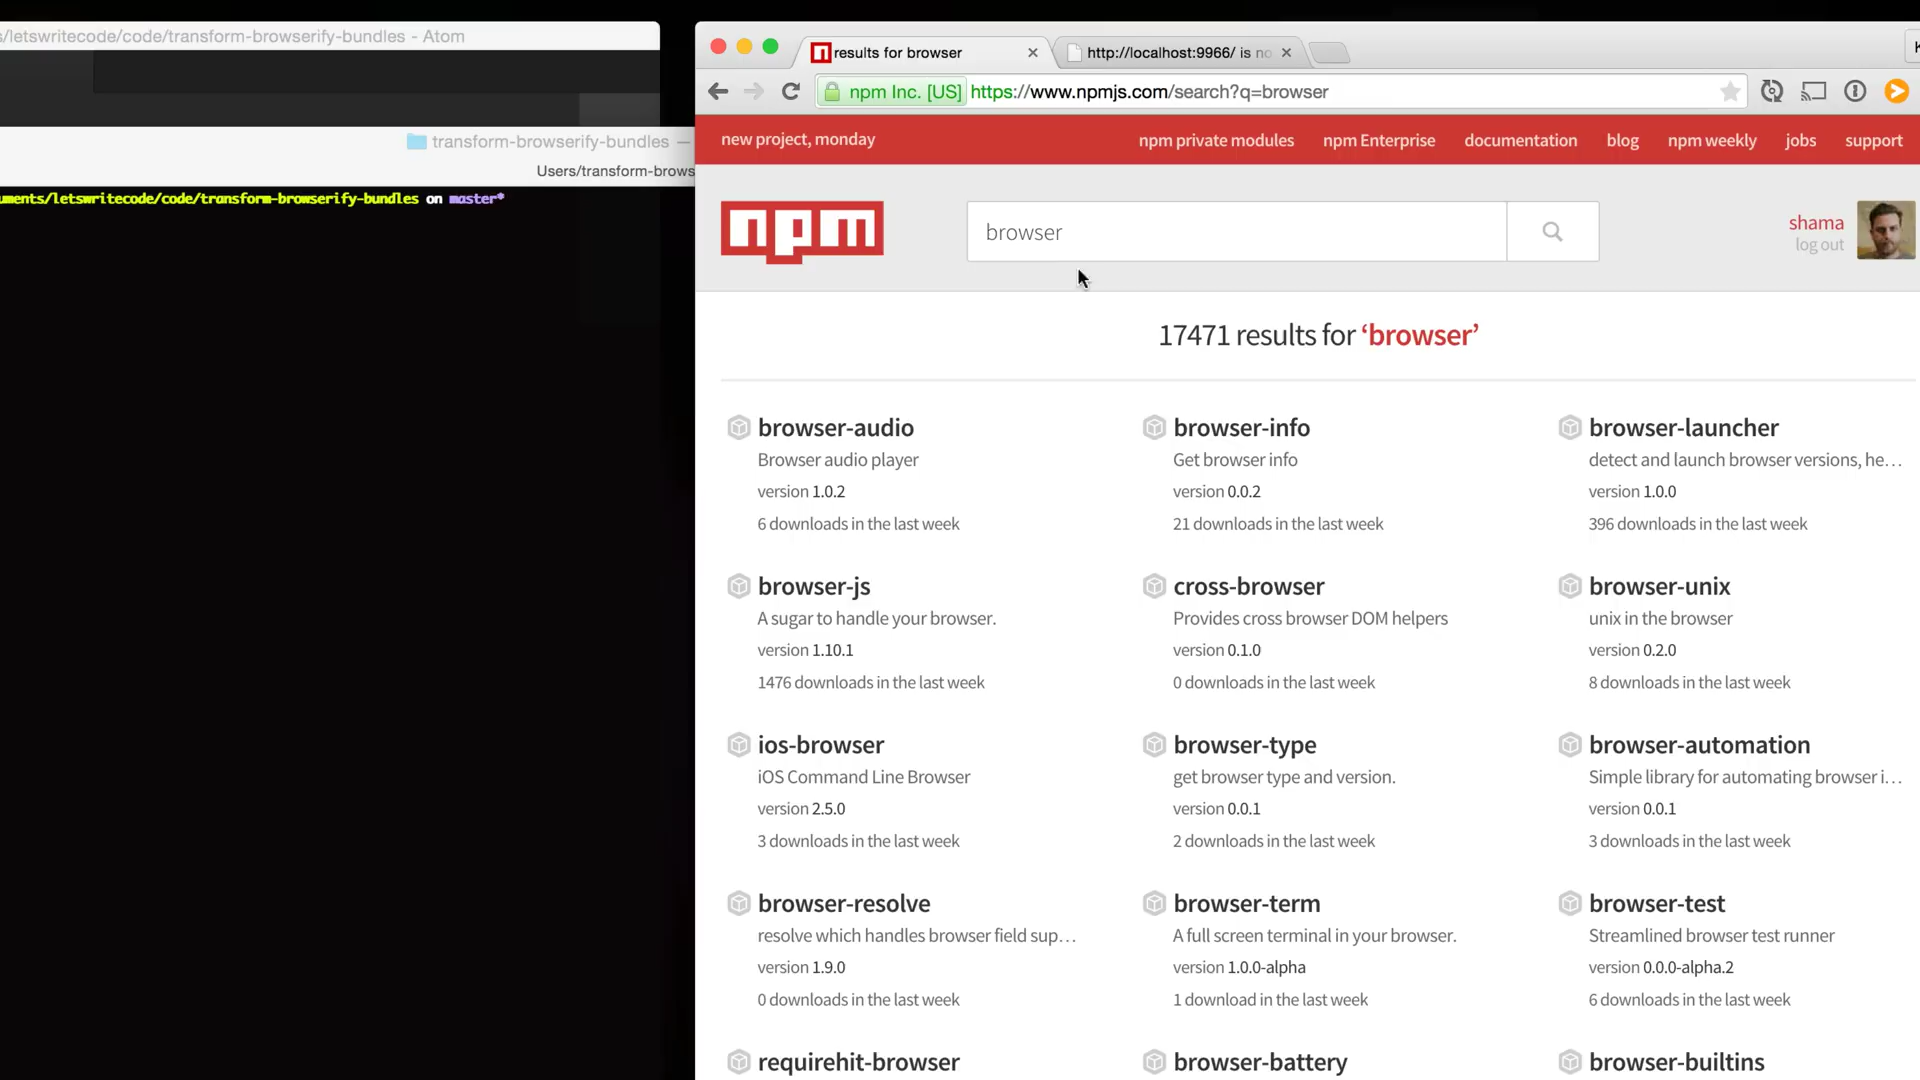 s/letswritecode/code/transform-browserify-bundles - Atom
transform-browserify-bundles —
Users/transform-brows
uments/letswritecode/code/transform-browserify-bundles on master*
results for browser
http://localhost:9966/ is no
npm Inc. [US] https://www.npmjs.com/search?q=browser
new project, monday
npm private modules
npm Enterprise
documentation
blog
npm weekly
jobs
support
npm
browser
shama
log out
17471 results for ‘browser’
browser-audio
Browser audio player
version 1.0.2
6 downloads in the last week
browser-info
Get browser info
version 0.0.2
21 downloads in the last week
browser-launcher
detect and launch browser versions, he…
version 1.0.0
396 downloads in the last week
browser-js
A sugar to handle your browser.
version 1.10.1
1476 downloads in the last week
cross-browser
Provides cross browser DOM helpers
version 0.1.0
0 downloads in the last week
browser-unix
unix in the browser
version 0.2.0
8 downloads in the last week
ios-browser
iOS Command Line Browser
version 2.5.0
3 downloads in the last week
browser-type
get browser type and version.
version 0.0.1
2 downloads in the last week
browser-automation
Simple library for automating browser i…
version 0.0.1
3 downloads in the last week
browser-resolve
resolve which handles browser field sup…
version 1.9.0
0 downloads in the last week
browser-term
A full screen terminal in your browser.
version 1.0.0-alpha
1 download in the last week
browser-test
Streamlined browser test runner
version 0.0.0-alpha.2
6 downloads in the last week
requirehit-browser
browser-battery
browser-builtins